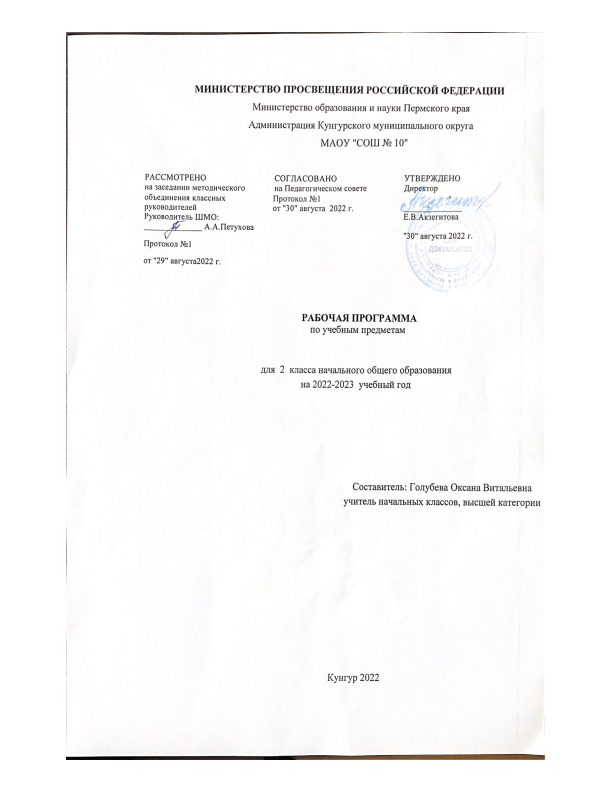 МИНИСТЕРСТВО ПРОСВЕЩЕНИЯ РОССИЙСКОЙ ФЕДЕРАЦИИ
Министерство образования и науки Пермского края
Администрация Кунгурского муниципального округа
МАОУ "СОШ № 10"
РАССМОТРЕНО
на заседании методического
объединения классных
руководителей
Руководитель ШМО:
А.А.Петухова
Протокол №1
от "29" августа2022 г.
СОГЛАСОВАНО
на Педагогическом совете
Протокол №1
от "30" августа 2022 г.
УТВЕРЖДЕНО
Директор
Е.В.Акзегитова
"30" августа 2022 г.
ДОКУМЕНТОВ
РАБОЧАЯ ПРОГРАММА
по учебным предметам
для 2 класса начального общего образования
на 2022-2023 учебный год
Составитель: Голубева Оксана Витальевна
учитель начальных классов, высшей категории
Кунгур 2022